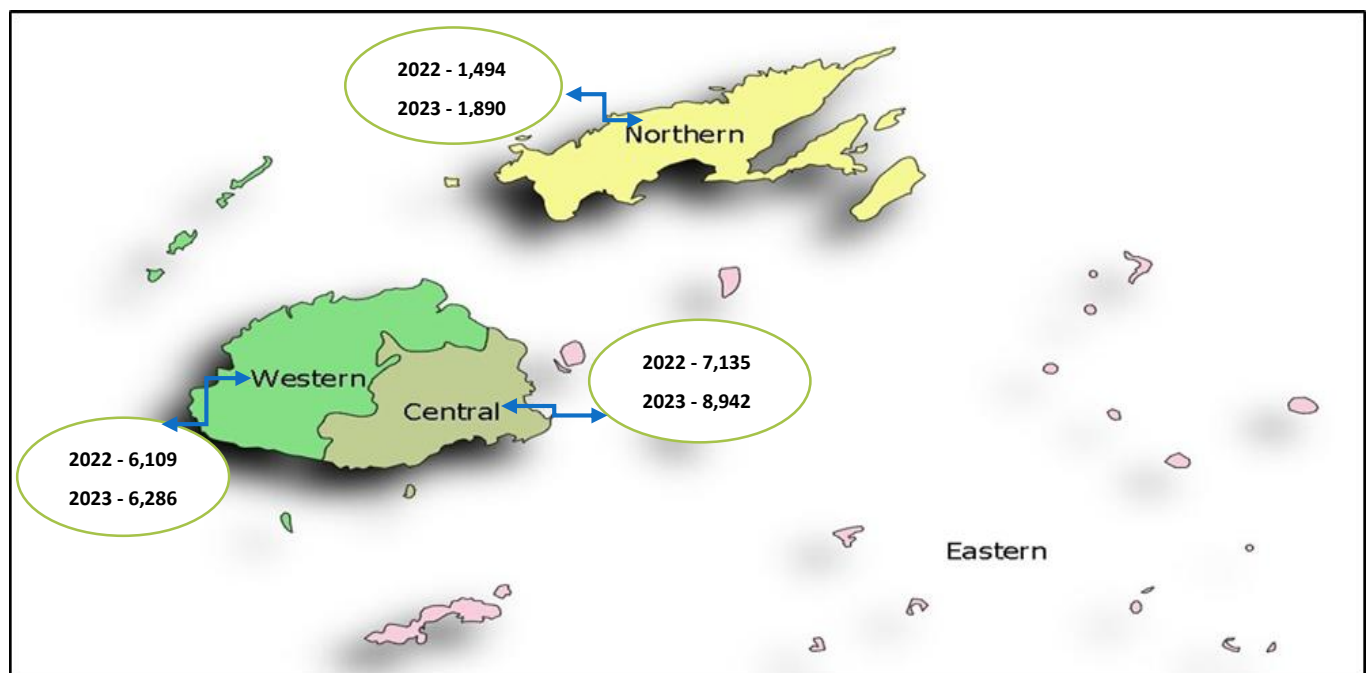 2022 - 1,494
2023 - 1,890
Northern
2022 - 7,135
2023 - 8,942
Western
Central
2022 - 6,109
2023 - 6,286
Eastern